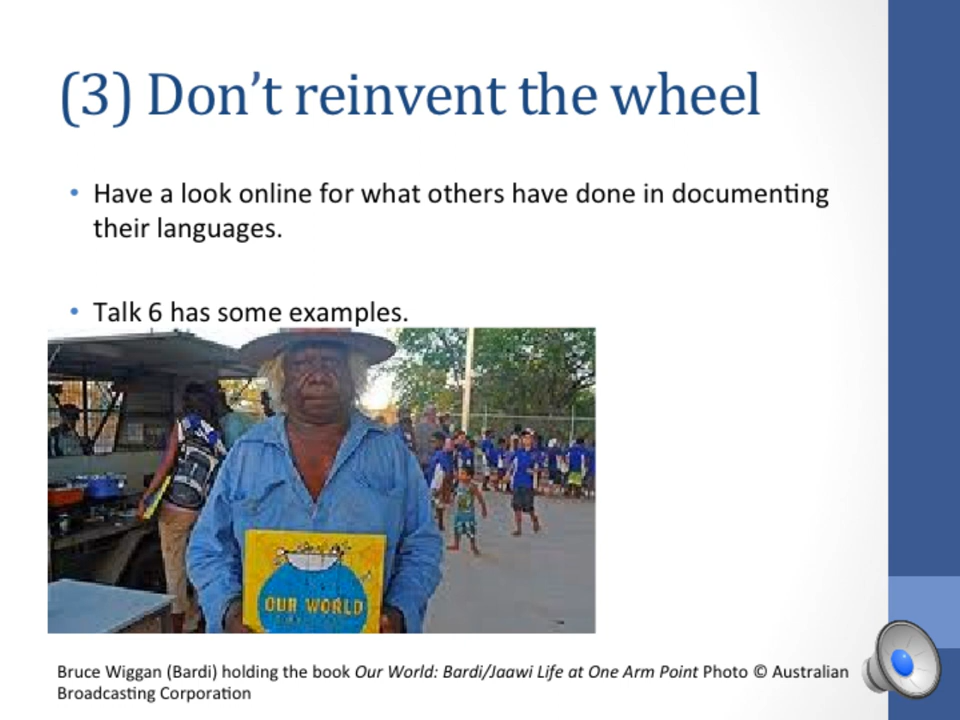 (3) Don’t reinvent the wheel
• Have a look online for what others have done in documenting
their languages.
• Talk 6 has some examples.
OUR WORLD
Bruce Wiggan (Bardi) holding the book Our World: Bardi/Jaawi Life at One Arm Point Photo © Australian
Broadcasting Corporation